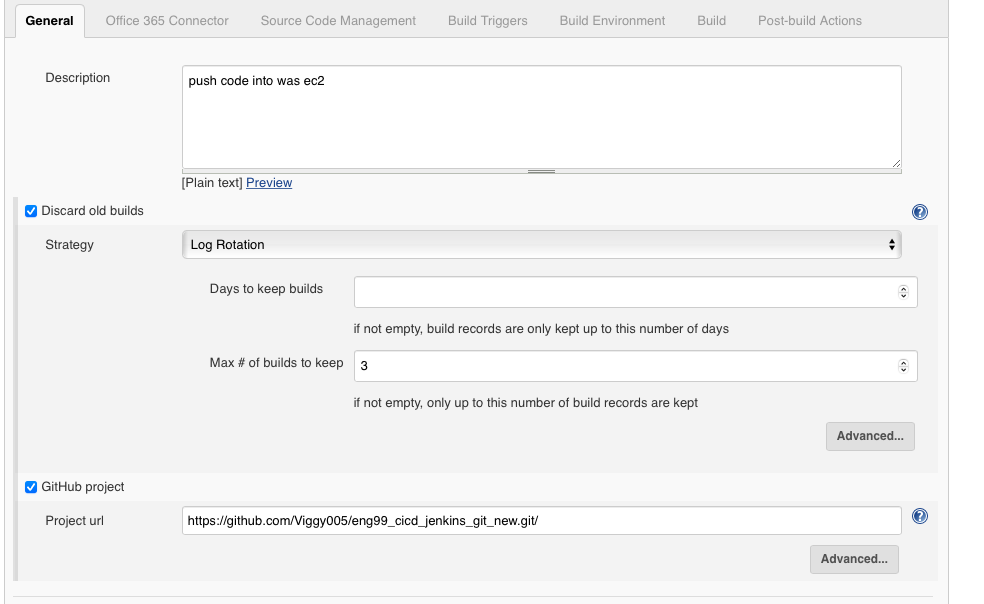 General Office 365 Connector Source Code Management Build Triggers Build Environment Build Post-build Actions
Description push code into was ec2
[Plain text] Preview
Discard old builds
Strategy Log Rotation
Days to keep builds
if not empty, build records are only kept up to this number of days
Max # of builds to keep 3
if not empty, only up to this number of build records are kept
Advanced...
GitHub project
Project url https://github.com/Viggy005/eng99_cicd_jenkins_git_new.git/
Advanced...